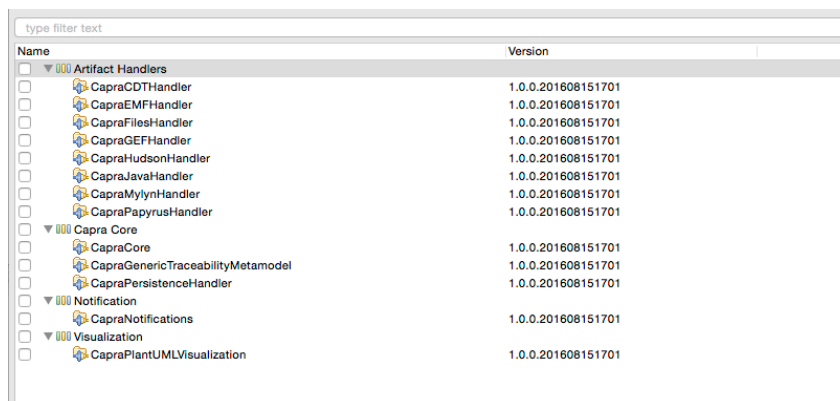 type filter text
Name Version
Artifact Handlers
CapraCDTHandler 1.0.0.201608151701
CapraEMFHandler 1.0.0.201608151701
CapraFilesHandler 1.0.0.201608151701
CapraGEFHandler 1.0.0.201608151701
CapraHudsonHandler 1.0.0.201608151701
CapraJavaHandler 1.0.0.201608151701
CapraMylynHandler 1.0.0.201608151701
CapraPapyrusHandler 1.0.0.201608151701
Capra Core
CapraCore 1.0.0.201608151701
CapraGenericTraceabilityMetamodel 1.0.0.201608151701
CapraPersistenceHandler 1.0.0.201608151701
Notification
CapraNotifications 1.0.0.201608151701
Visualization
CapraPlantUMLVisualization 1.0.0.201608151701